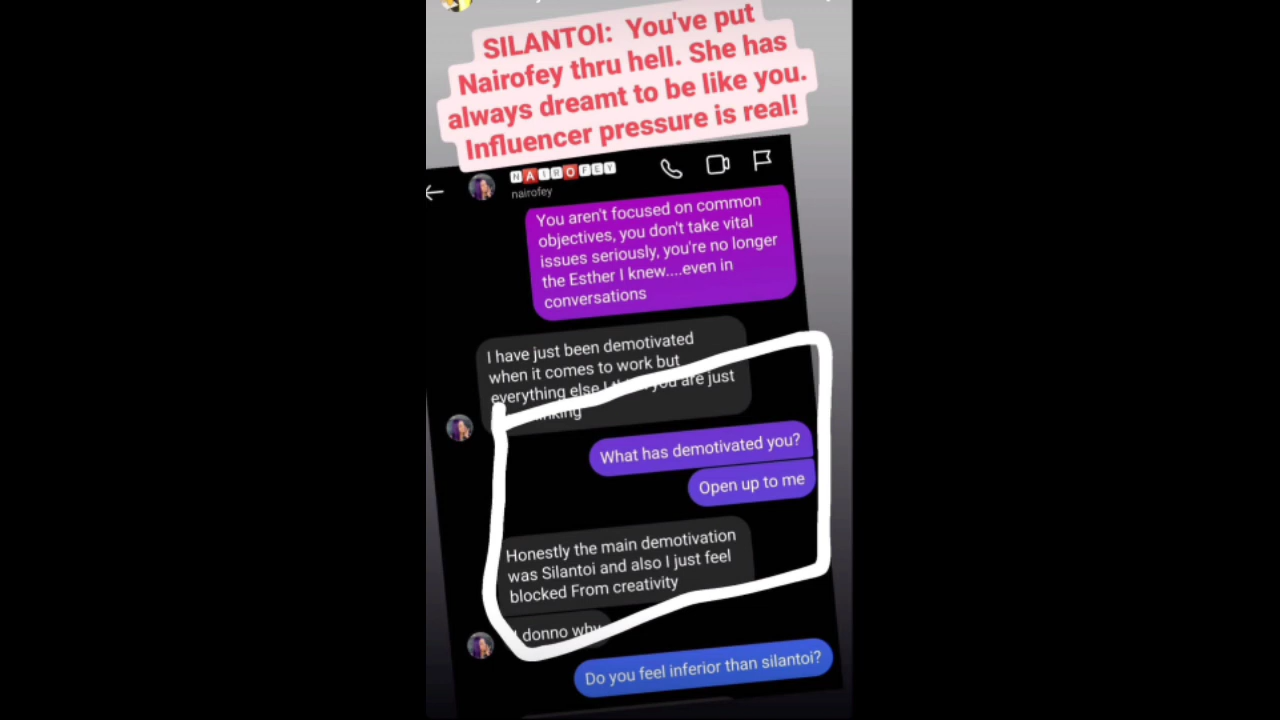 SILANTOI: You've put
Nairofey thru hell. She has
always dreamt to be like you.
Influencer pressure is real!
NAIROFEY
nairofey
You aren't focused on common
objectives, you don't take vital
issues seriously, you're no longer
the Esther I knew....even in
conversations
I have just been demotivated
when it comes to work but
everything else I you are just
What has demotivated you?
Open up to me
Honestly the main demotivation
was Silantoi and also I just feel
blocked From creativity
I donno why
Do you feel inferior than silantoi?